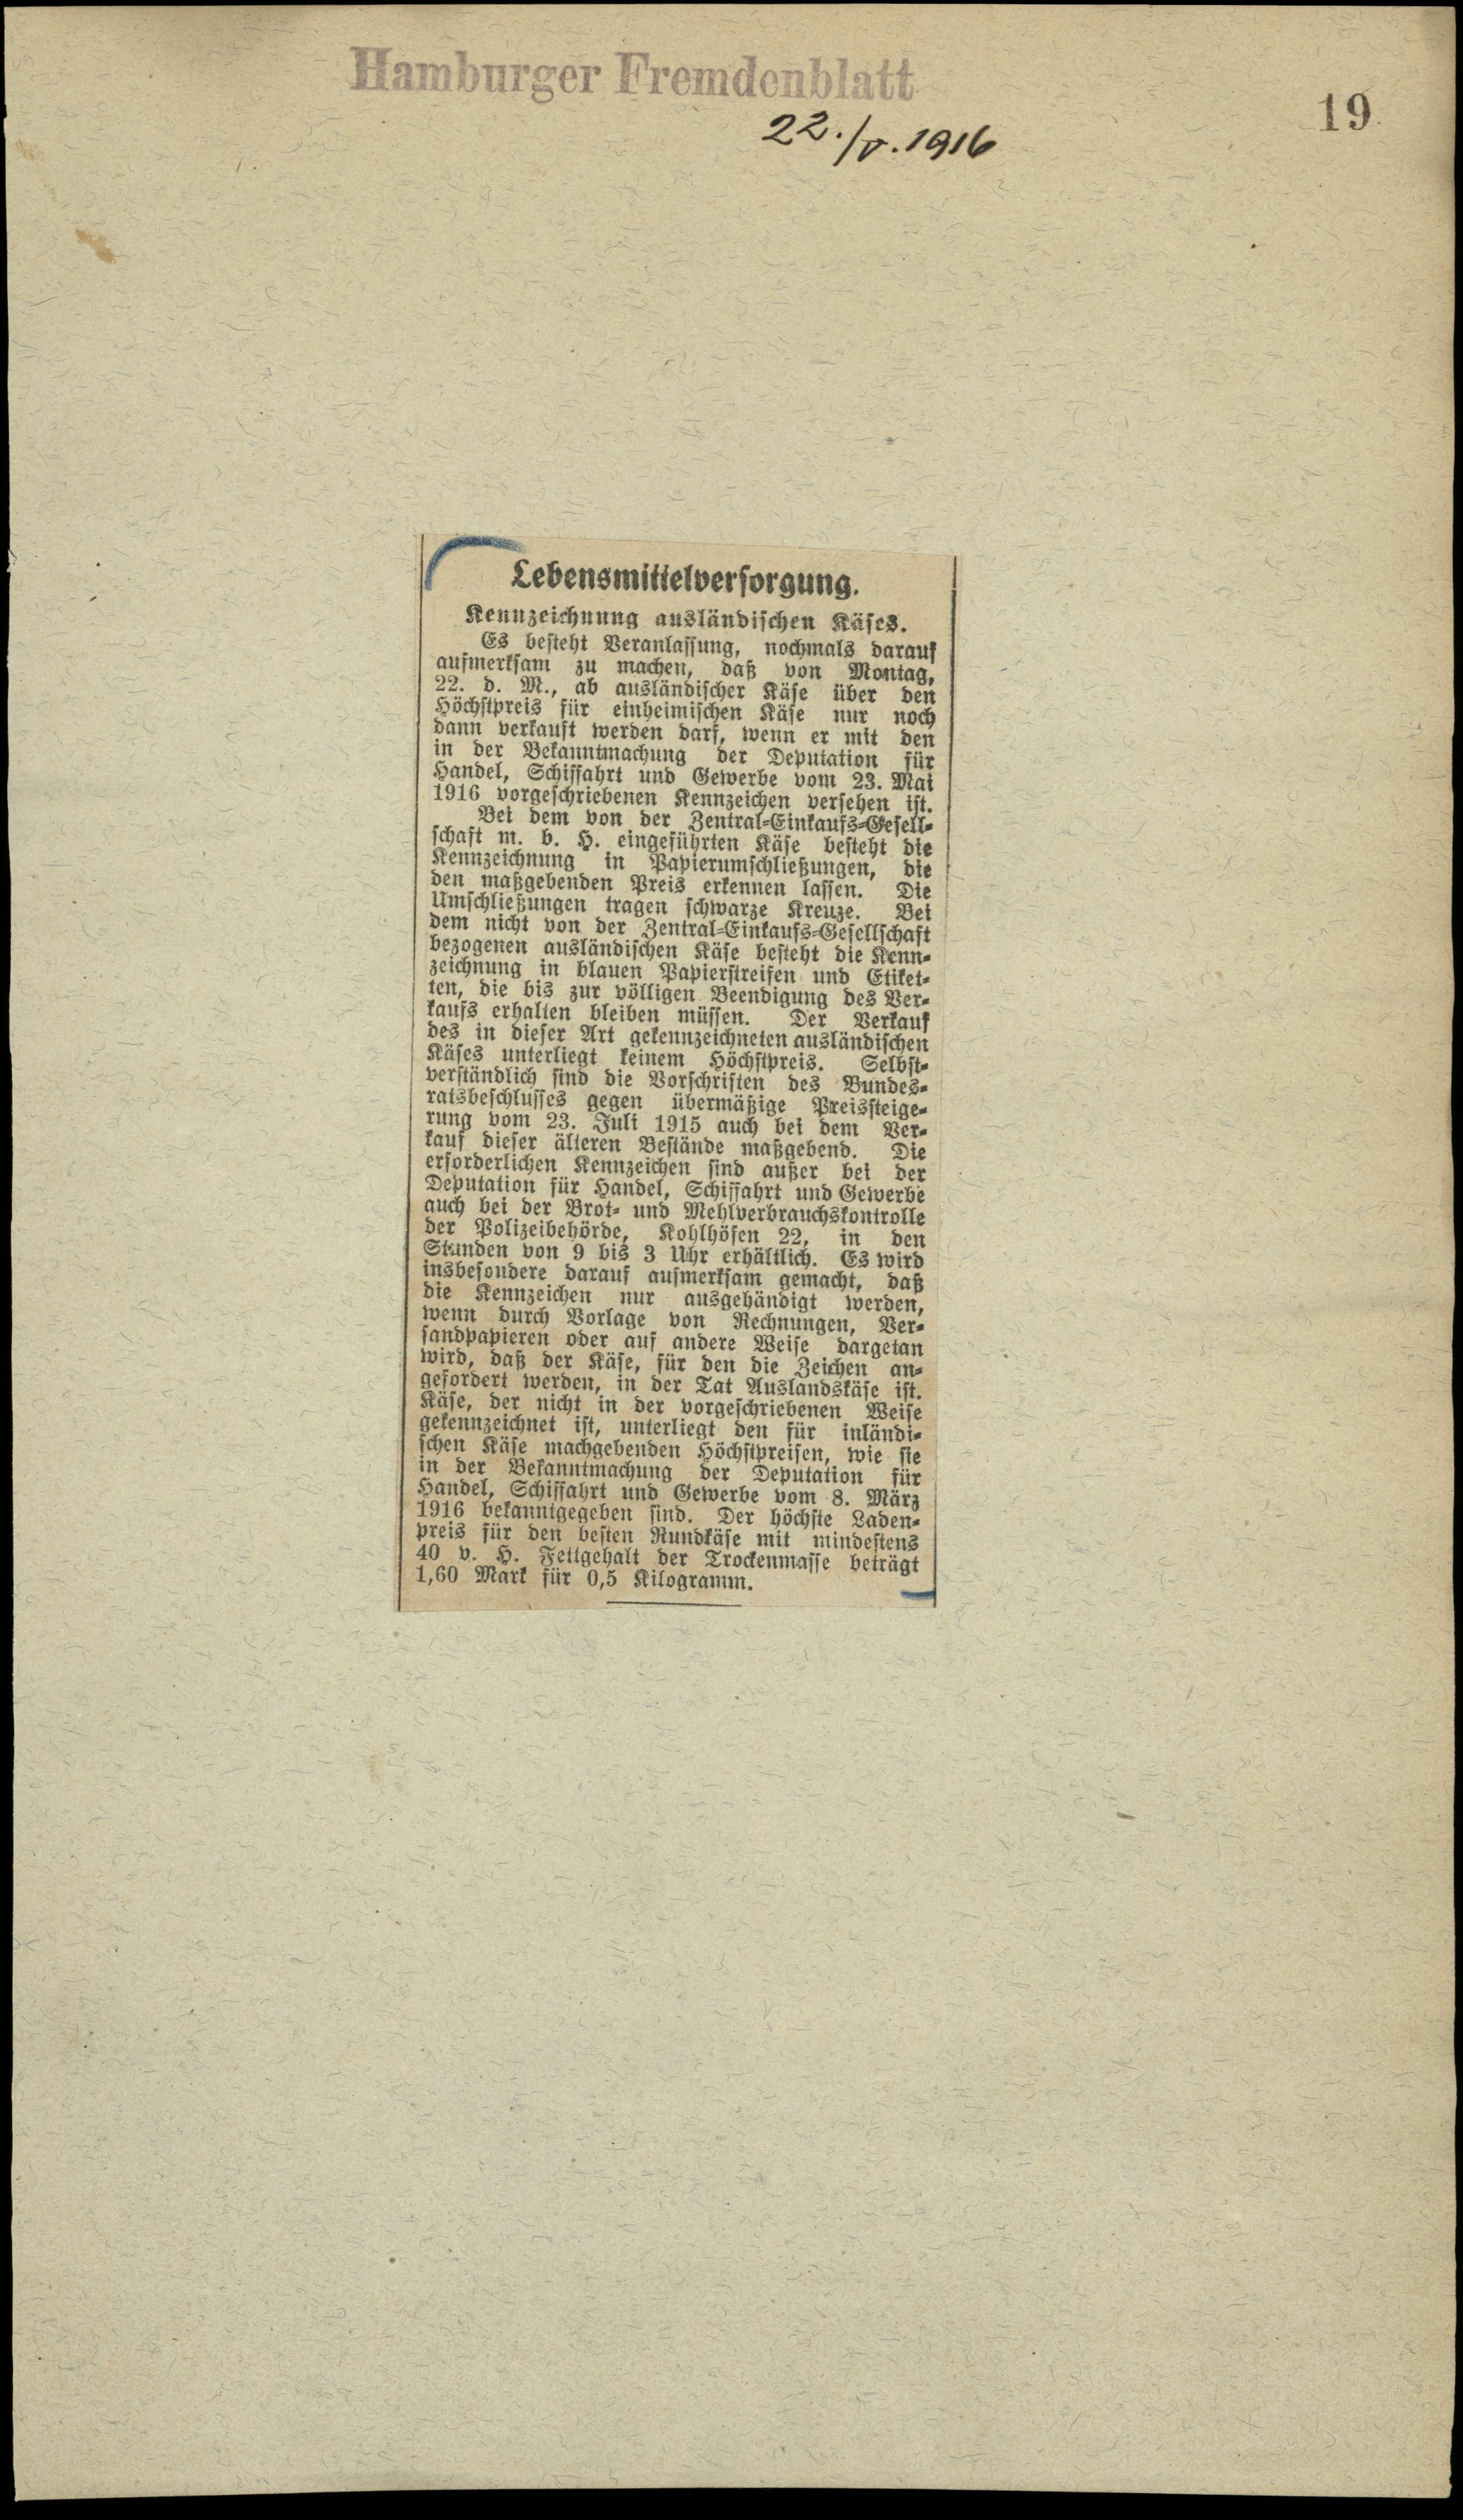 Hamburger Fremdenblatt
19
22./V. 1916
Lebensmittelversorgung.
Kennzeichnung ausländischen Käses.
Es besteht Veranlassung, nochmals darauf
aufmerksam zu machen, daß von Montag,
22. d. M., ab ausländischer Käse über den
Höchstpreis für einheimischen Käse nur noch
dann verkauft werden darf, wenn er mit den
in der Bekanntmachung der Deputation für
Handel, Schiffahrt und Gewerbe vom 23. Mai
1916 vorgeschriebenen Kennzeichen versehen ist.
Bei dem von der Zentral-Einkaufs-Gesell-
schaft m. b. H. eingeführten Käse besteht die
Kennzeichnung in Papierumschließungen, die
den maßgebenden Preis erkennen lassen. Die
Umschließungen tragen schwarze Kreuze. Bei
dem nicht von der Zentral-Einkaufs-Gesellschaft
bezogenen ausländischen Käse besteht die Kenn-
zeichnung in blauen Papierstreifen und Etiket-
ten, die bis zur völligen Beendigung des Ver-
kaufs erhalten bleiben müssen. Der Verkauf
des in dieser Art gekennzeichneten ausländischen
Käses unterliegt keinem Höchstpreis. Selbst-
verständlich sind die Vorschriften des Bundes-
ratsbeschlusses gegen übermäßige Preissteige-
rung vom 23. Juli 1915 auch bei dem Ver-
kauf dieser älteren Bestände maßgebend. Die
erforderlichen Kennzeichen sind außer bei der
Deputation für Handel, Schiffahrt und Gewerbe
auch bei der Brot- und Mehlverbrauchskontrolle
der Polizeibehörde, Kohlhöfen 22, in den
Stunden von 9 bis 3 Uhr erhältlich. Es wird
insbesondere darauf aufmerksam gemacht, daß
die Kennzeichen nur ausgehändigt werden,
wenn durch Vorlage von Rechnungen, Ver-
sandpapieren oder auf andere Weise dargetan
wird, daß der Käse, für den die Zeichen an-
gefordert werden, in der Tat Auslandskäse ist.
Käse, der nicht in der vorgeschriebenen Weise
gekennzeichnet ist, unterliegt den für inländi-
schen Käse machgebenden Höchstpreisen, wie sie
in der Bekanntmachung der Deputation für
Handel, Schiffahrt und Gewerbe vom 8. März
1916 bekanntgegeben sind. Der höchste Laden-
preis für den besten Rundkäse mit mindestens
40 v. H. Fettgehalt der Trockenmasse beträgt
1,60 Mark für 0,5 Kilogramm.